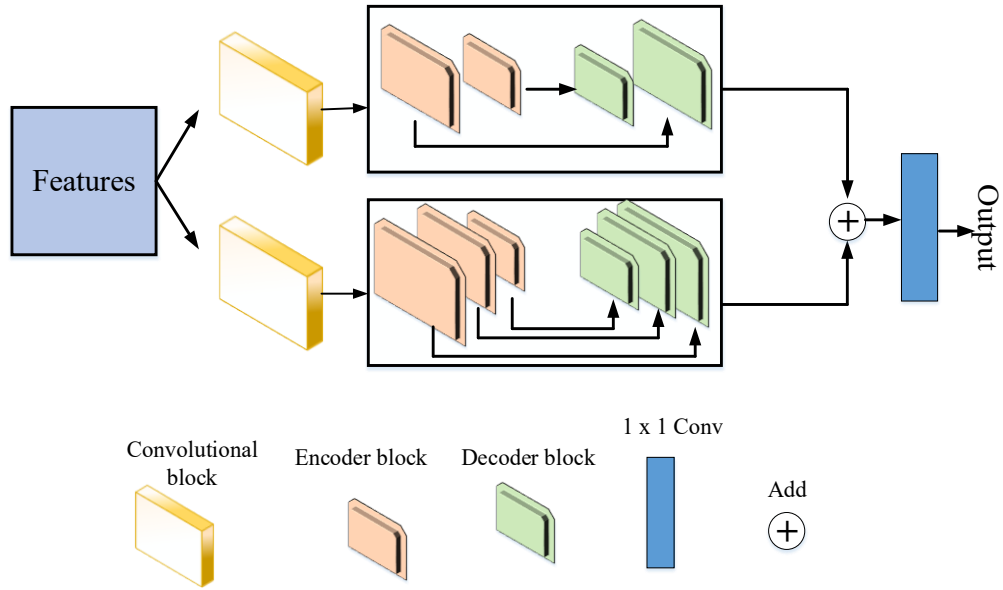 Features
Output
1 x 1 Conv
Convolutional
block
Encoder block
Decoder block
Add